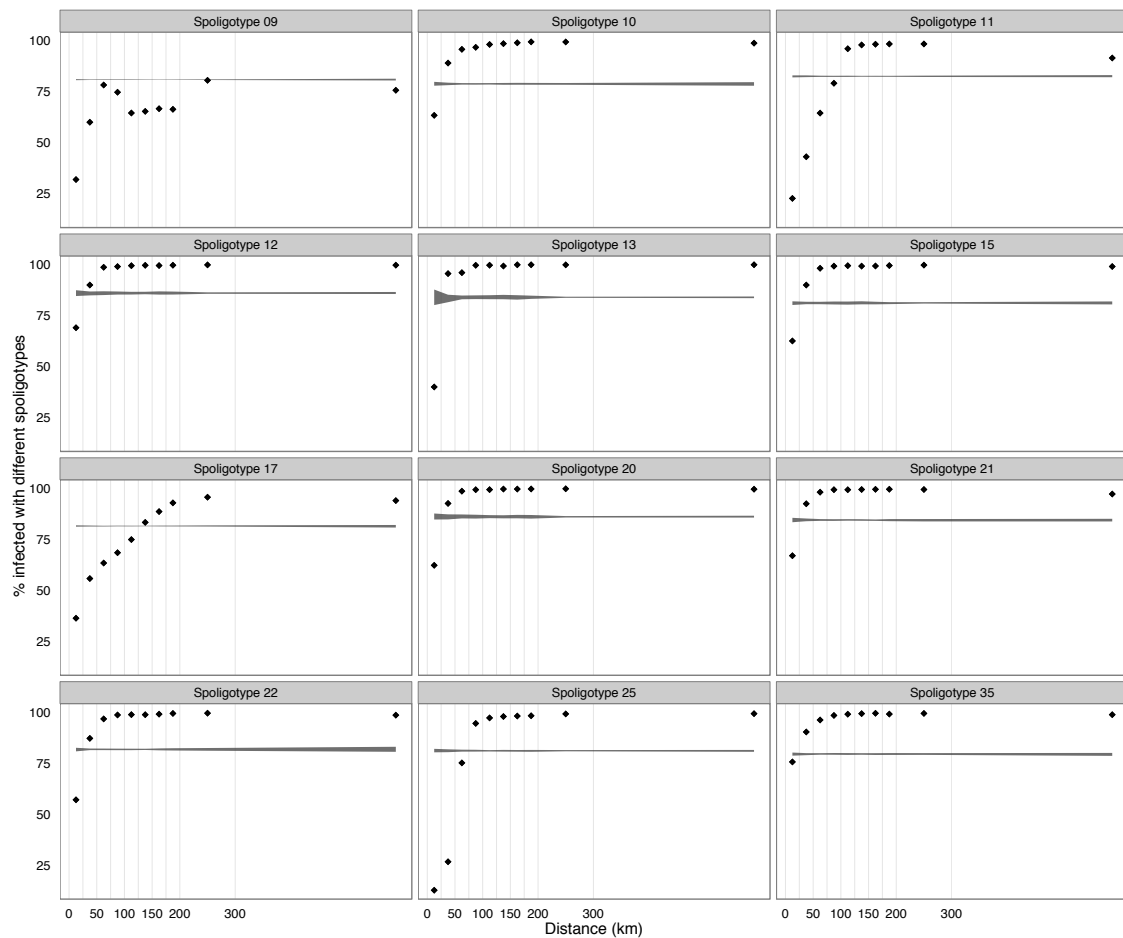 Spoligotype 09 Spoligotype 10 Spoligotype 11
100
75
50
25
Spoligotype 12 Spoligotype 13 Spoligotype 15
100
75
50
25
% infected with different spoligotypes
Spoligotype 17 Spoligotype 20 Spoligotype 21
100
75
50
25
Spoligotype 22 Spoligotype 25 Spoligotype 35
100
75
50
25
0 50 100 150 200 300 0 50 100 150 200 300 0 50 100 150 200 300
Distance (km)